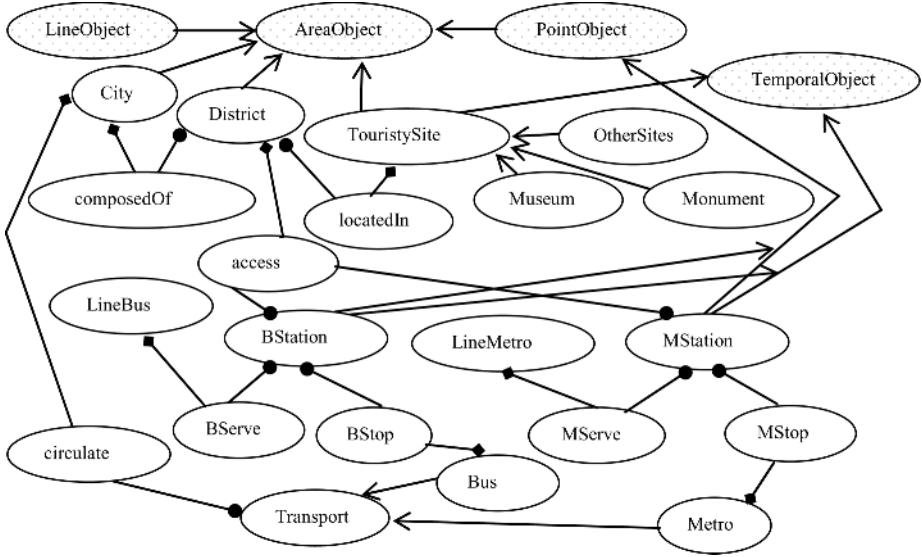 LineObject
AreaObject
PointObject
TemporalObject
City
District
TouristySite
OtherSites
composedOf
locatedIn
Museum
Monument
access
LineBus
BStation
LineMetro
MStation
circulate
BServe
BStop
MServe
MStop
Bus
Transport
Metro